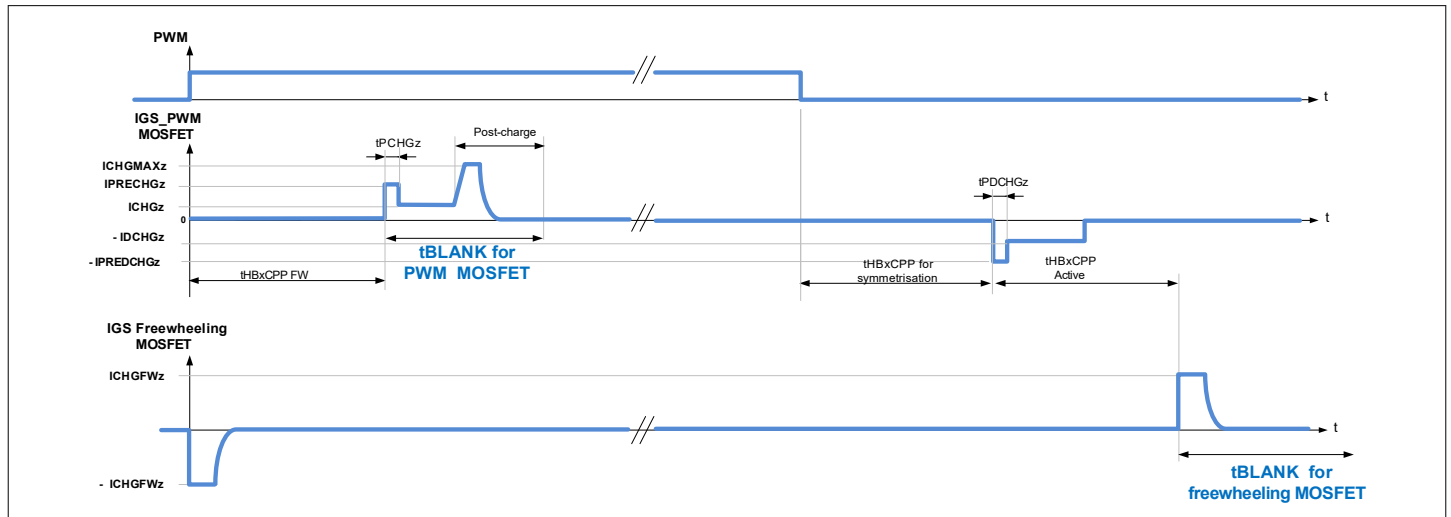 PWM
t
IGS_PWM
MOSFET
tPCHGz
Post-charge
ICHGMAXz
IPRECHGz
ICHGz
0
t
tPDCHGz
- IDCHGz
- IPREDCHGz
tBLANK for
PWM MOSFET
tHBxCPP FW
tHBxCPP for
symmetrisation
tHBxCPP
Active
IGS Freewheeling
MOSFET
ICHGFWz
t
- ICHGFWz
tBLANK for
freewheeling MOSFET